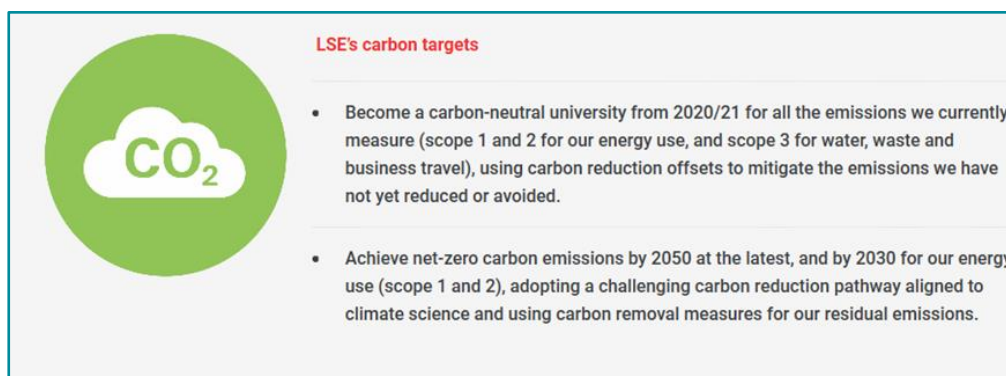 LSE's carbon targets
CO2
• Become a carbon-neutral university from 2020/21 for all the emissions we currently
measure (scope 1 and 2 for our energy use, and scope 3 for water, waste and
business travel), using carbon reduction offsets to mitigate the emissions we have
not yet reduced or avoided.
• Achieve net-zero carbon emissions by 2050 at the latest, and by 2030 for our energy
use (scope 1 and 2), adopting a challenging carbon reduction pathway aligned to
climate science and using carbon removal measures for our residual emissions.